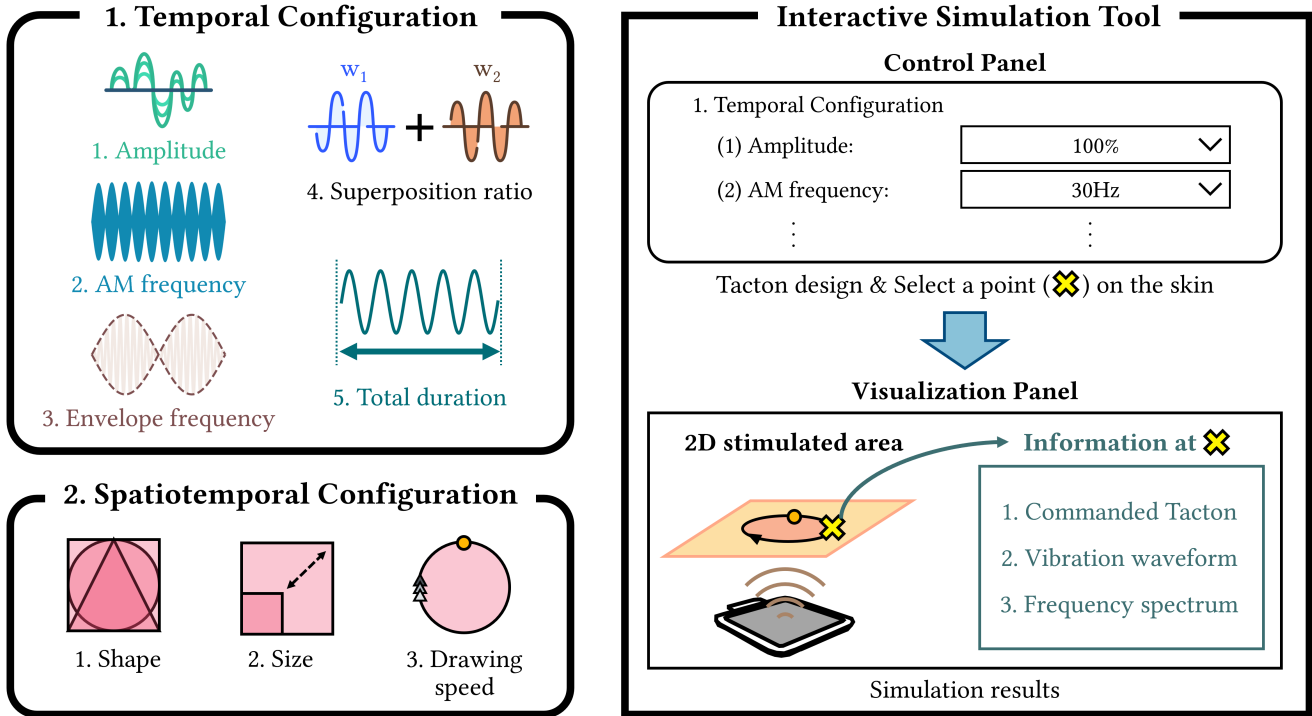 1. Temporal Configuration
1. Amplitude
2. AM frequency
3. Envelope frequency
w1
w2
4. Superposition ratio
5. Total duration
2. Spatiotemporal Configuration
1. Shape
2. Size
3. Drawing
speed
Interactive Simulation Tool
Control Panel
1. Temporal Configuration
(1) Amplitude: 100%
(2) AM frequency: 30Hz
Tacton design & Select a point ( ) on the skin
Visualization Panel
2D stimulated area
Information at
1. Commanded Tacton
2. Vibration waveform
3. Frequency spectrum
Simulation results